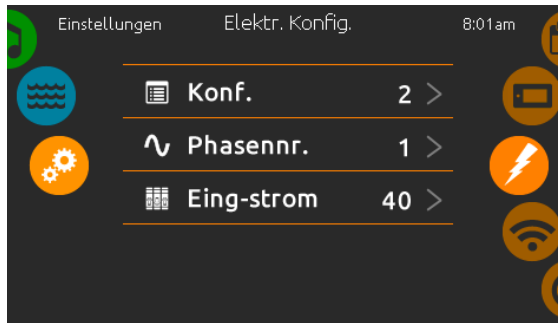 Einstellungen Elektr. Konfig. 8:01am
Konf. 2 >
Phasennr. 1 >
Eing-strom 40 >